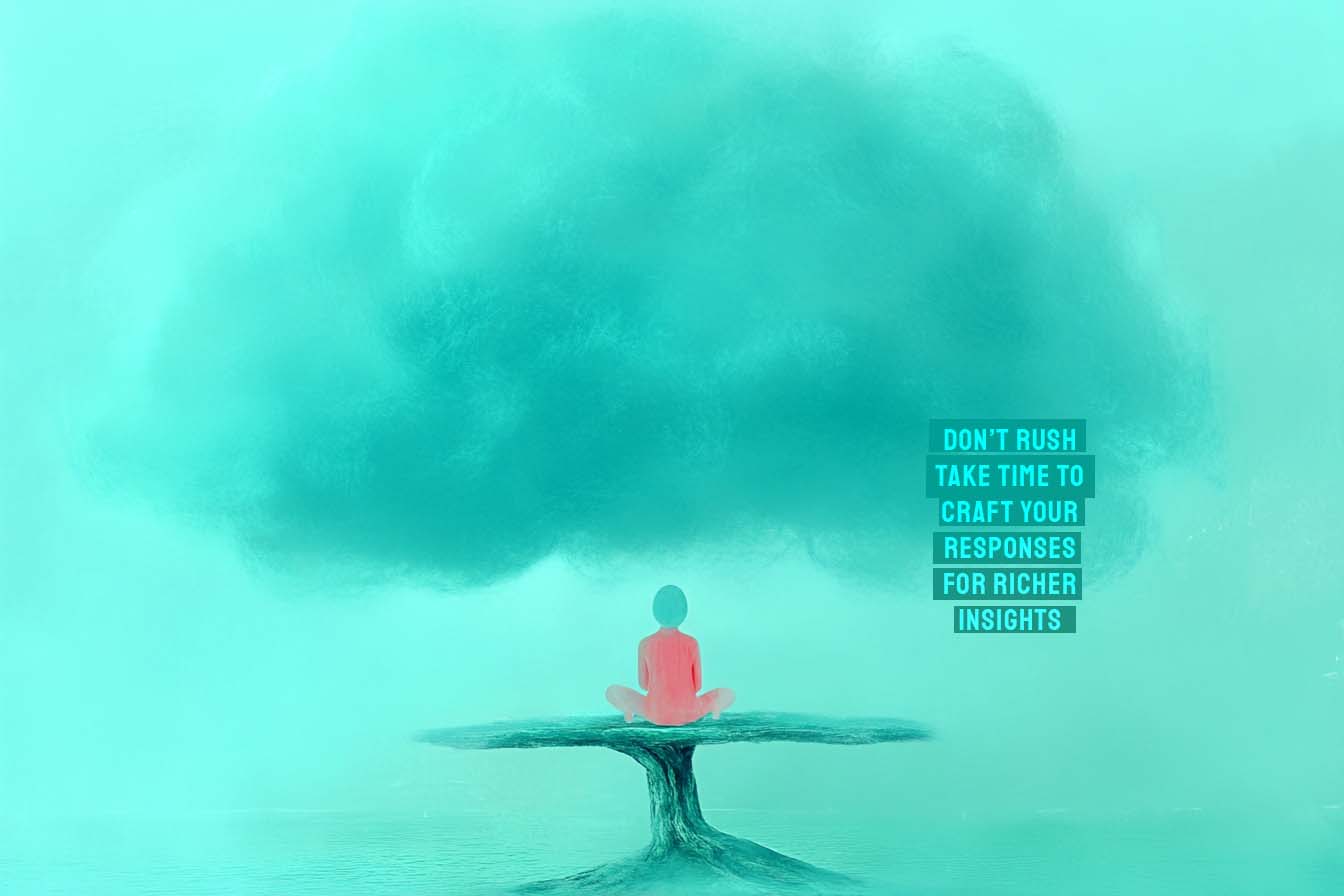 DON'T RUSH
TAKE TIME TO
CRAFT YOUR
RESPONSES
FOR RICHER
INSIGHTS